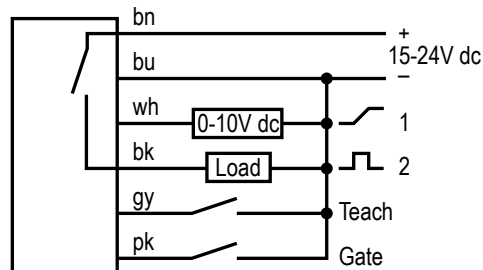 bn
+
15-24V dc
bu
–
wh
0-10V dc
1
bk
Load
2
gy
Teach
pk
Gate